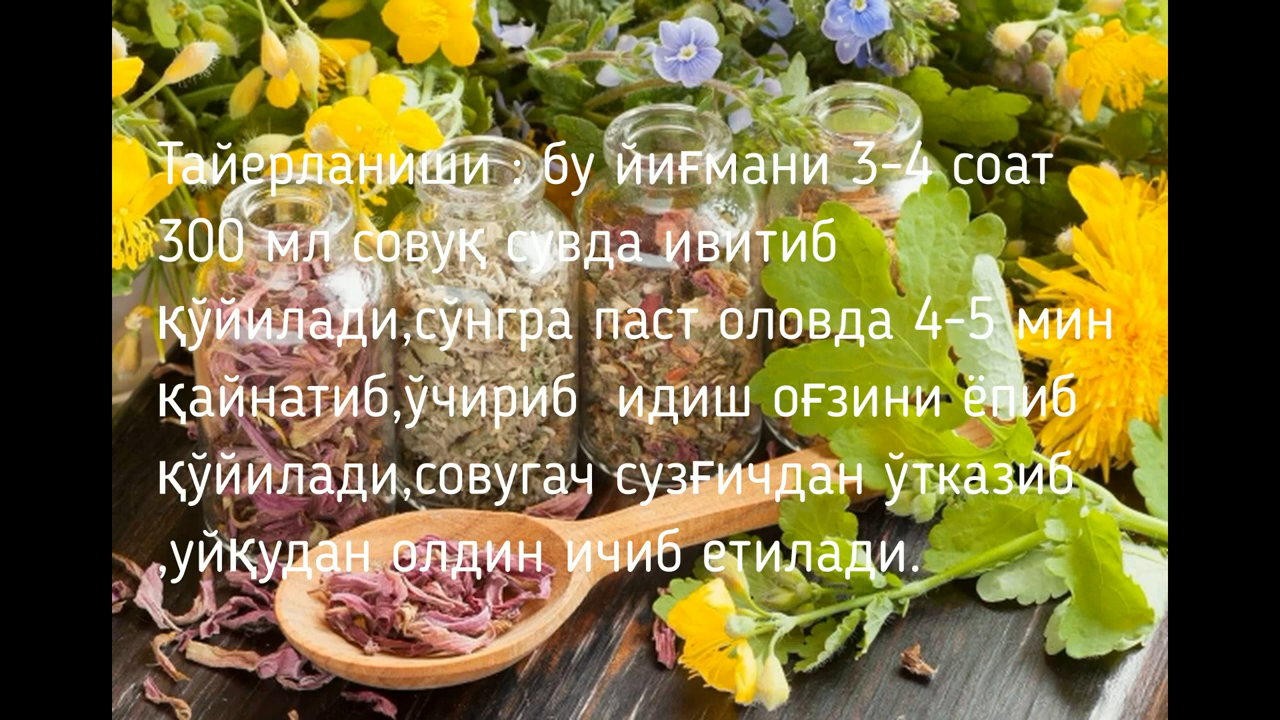 Тайерланиши : бу йиғмани 3-4 соат
300 мл совуқ сувда ивитиб
қўйилади,сўнгра паст оловда 4-5 мин
қайнатиб,ўчириб идиш оғзини ёпиб
қўйилади,совугач сузғичдан ўтказиб
,уйқудан олдин ичиб етилади.